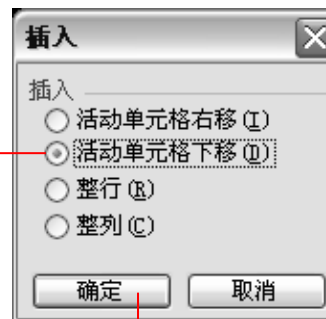 插入
插入
活动单元格右移(I)
活动单元格下移(D)
整行(R)
整列(C)
确定 取消